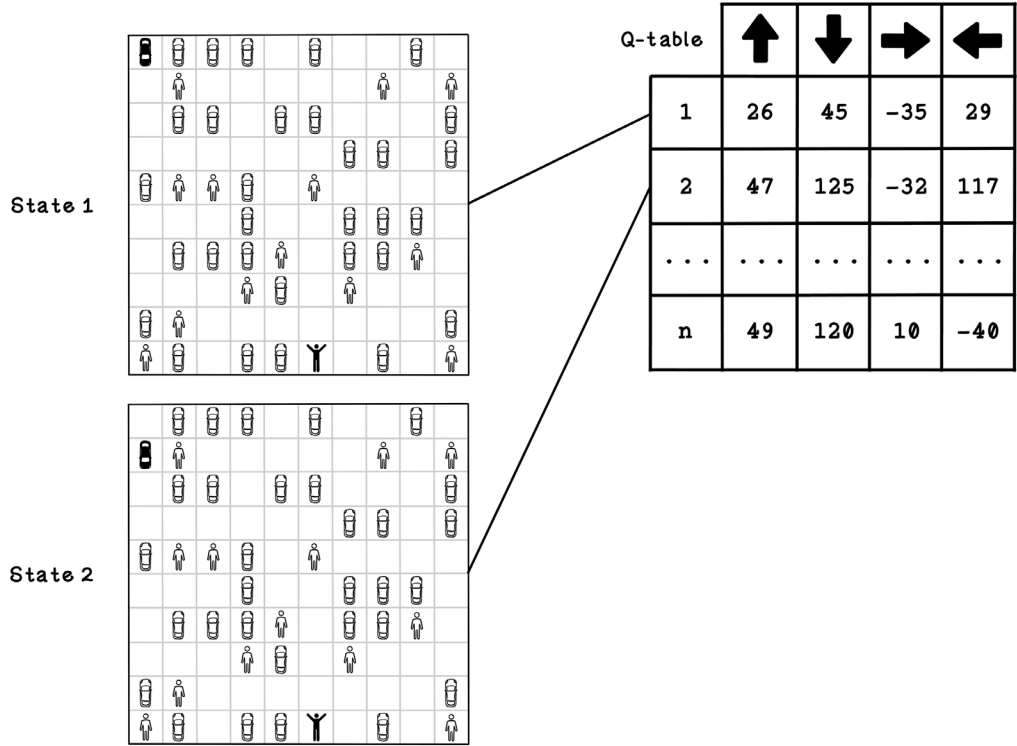 Q-table
1 26 45 -35 29
State 1
2 47 125 -32 117
... ... ... ... ...
n 49 120 10 -40
State 2